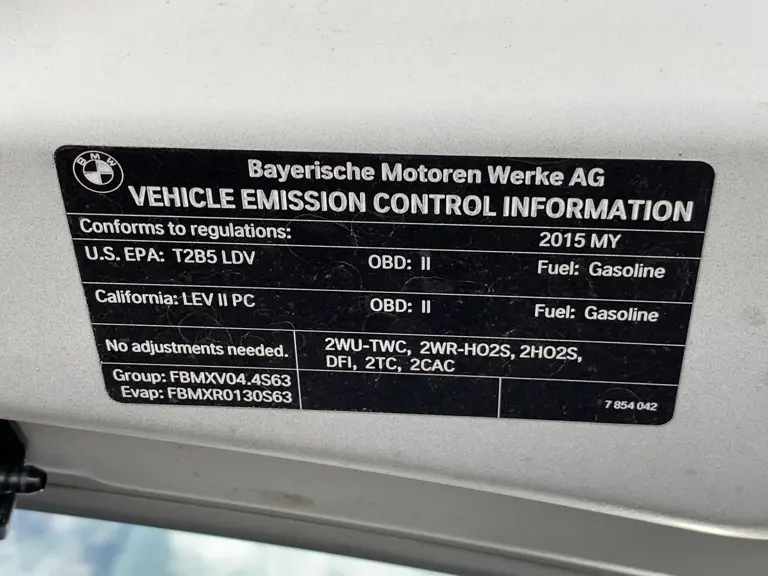 BMW
Bayerische Motoren Werke AG
VEHICLE EMISSION CONTROL INFORMATION
Conforms to regulations: 2015 MY
U.S. EPA: T2B5 LDV OBD: II Fuel: Gasoline
California: LEV II PC OBD: II Fuel: Gasoline
No adjustments needed.
2WU-TWC, 2WR-HO2S, 2HO2S,
DFI, 2TC, 2CAC
Group: FBMXV04.4S63
Evap: FBMXR0130S63
7 854 042